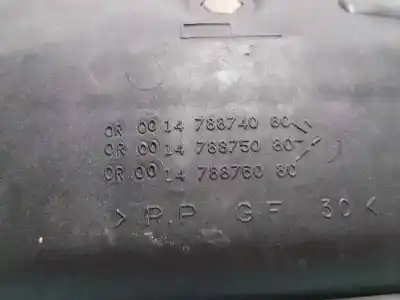 OR 00 14 788740 80
OR 00 14 788750 80
OR 00 14 788760 80
> P.P. GF 30 <